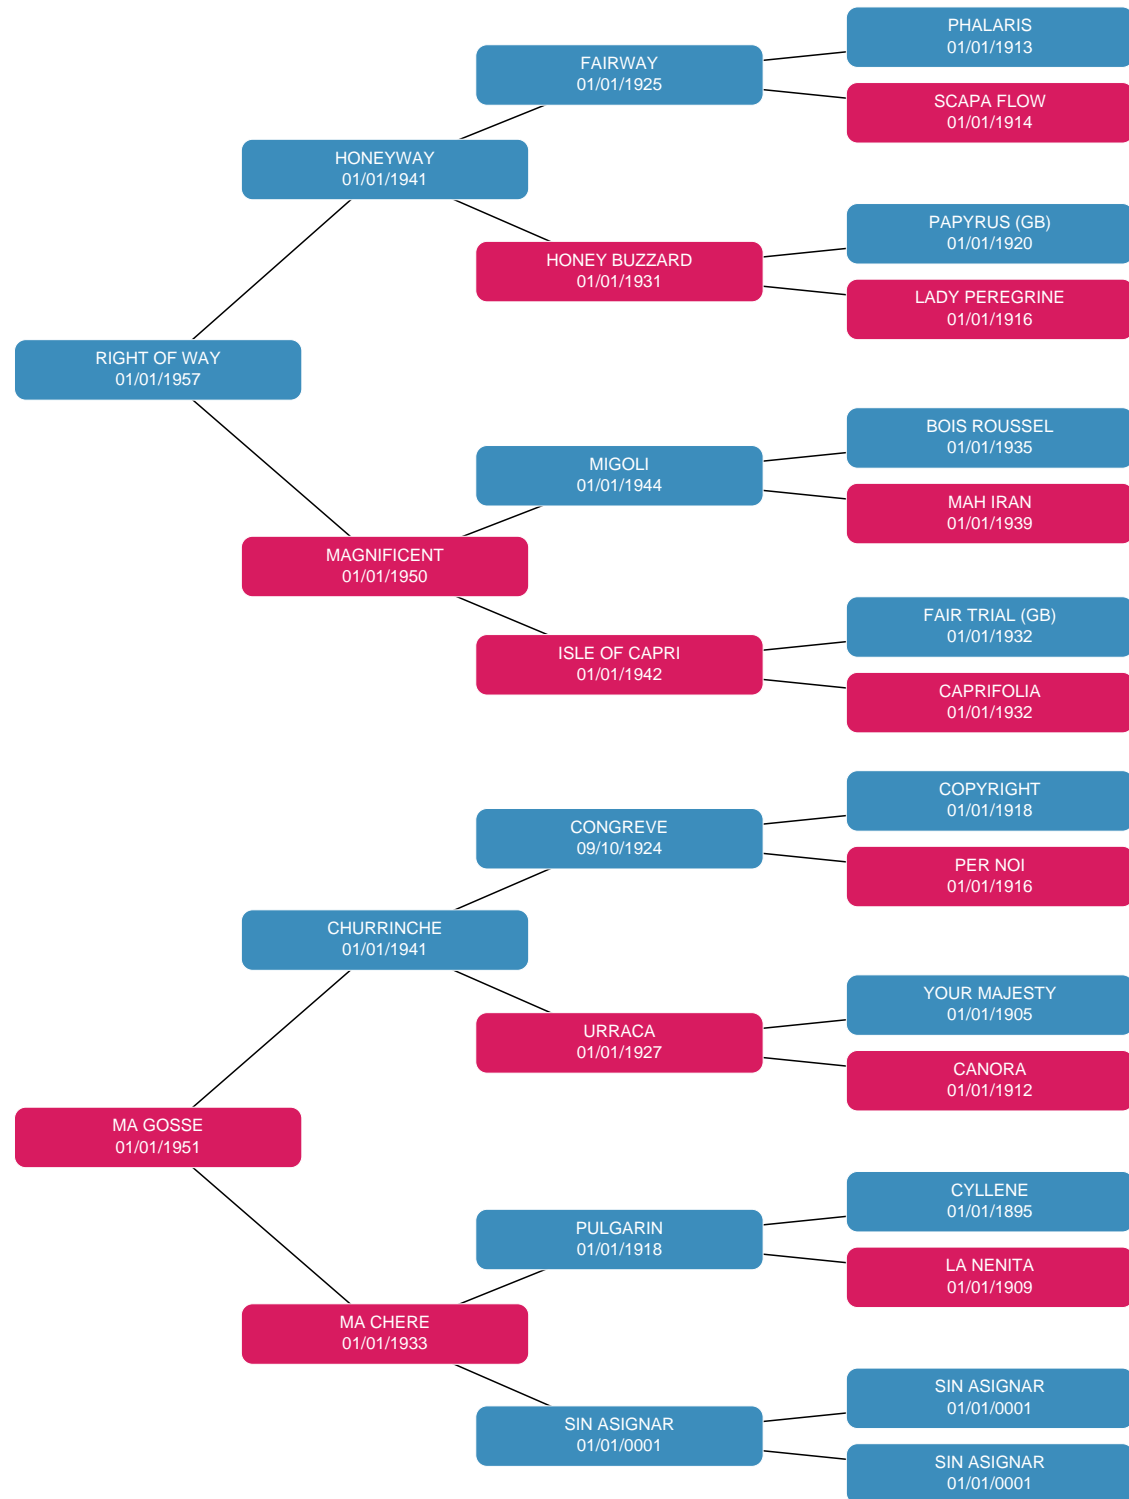 PHALARIS
01/01/1913
FAIRWAY
01/01/1925
SCAPA FLOW
01/01/1914
HONEYWAY
01/01/1941
PAPYRUS (GB)
01/01/1920
HONEY BUZZARD
01/01/1931
LADY PEREGRINE
01/01/1916
RIGHT OF WAY
01/01/1957
BOIS ROUSSEL
01/01/1935
MIGOLI
01/01/1944
MAH IRAN
01/01/1939
MAGNIFICENT
01/01/1950
FAIR TRIAL (GB)
01/01/1932
ISLE OF CAPRI
01/01/1942
CAPRIFOLIA
01/01/1932
COPYRIGHT
01/01/1918
CONGREVE
09/10/1924
PER NOI
01/01/1916
CHURRINCHE
01/01/1941
YOUR MAJESTY
01/01/1905
URRACA
01/01/1927
CANORA
01/01/1912
MA GOSSE
01/01/1951
CYLLENE
01/01/1895
PULGARIN
01/01/1918
LA NENITA
01/01/1909
MA CHERE
01/01/1933
SIN ASIGNAR
01/01/0001
SIN ASIGNAR
01/01/0001
SIN ASIGNAR
01/01/0001